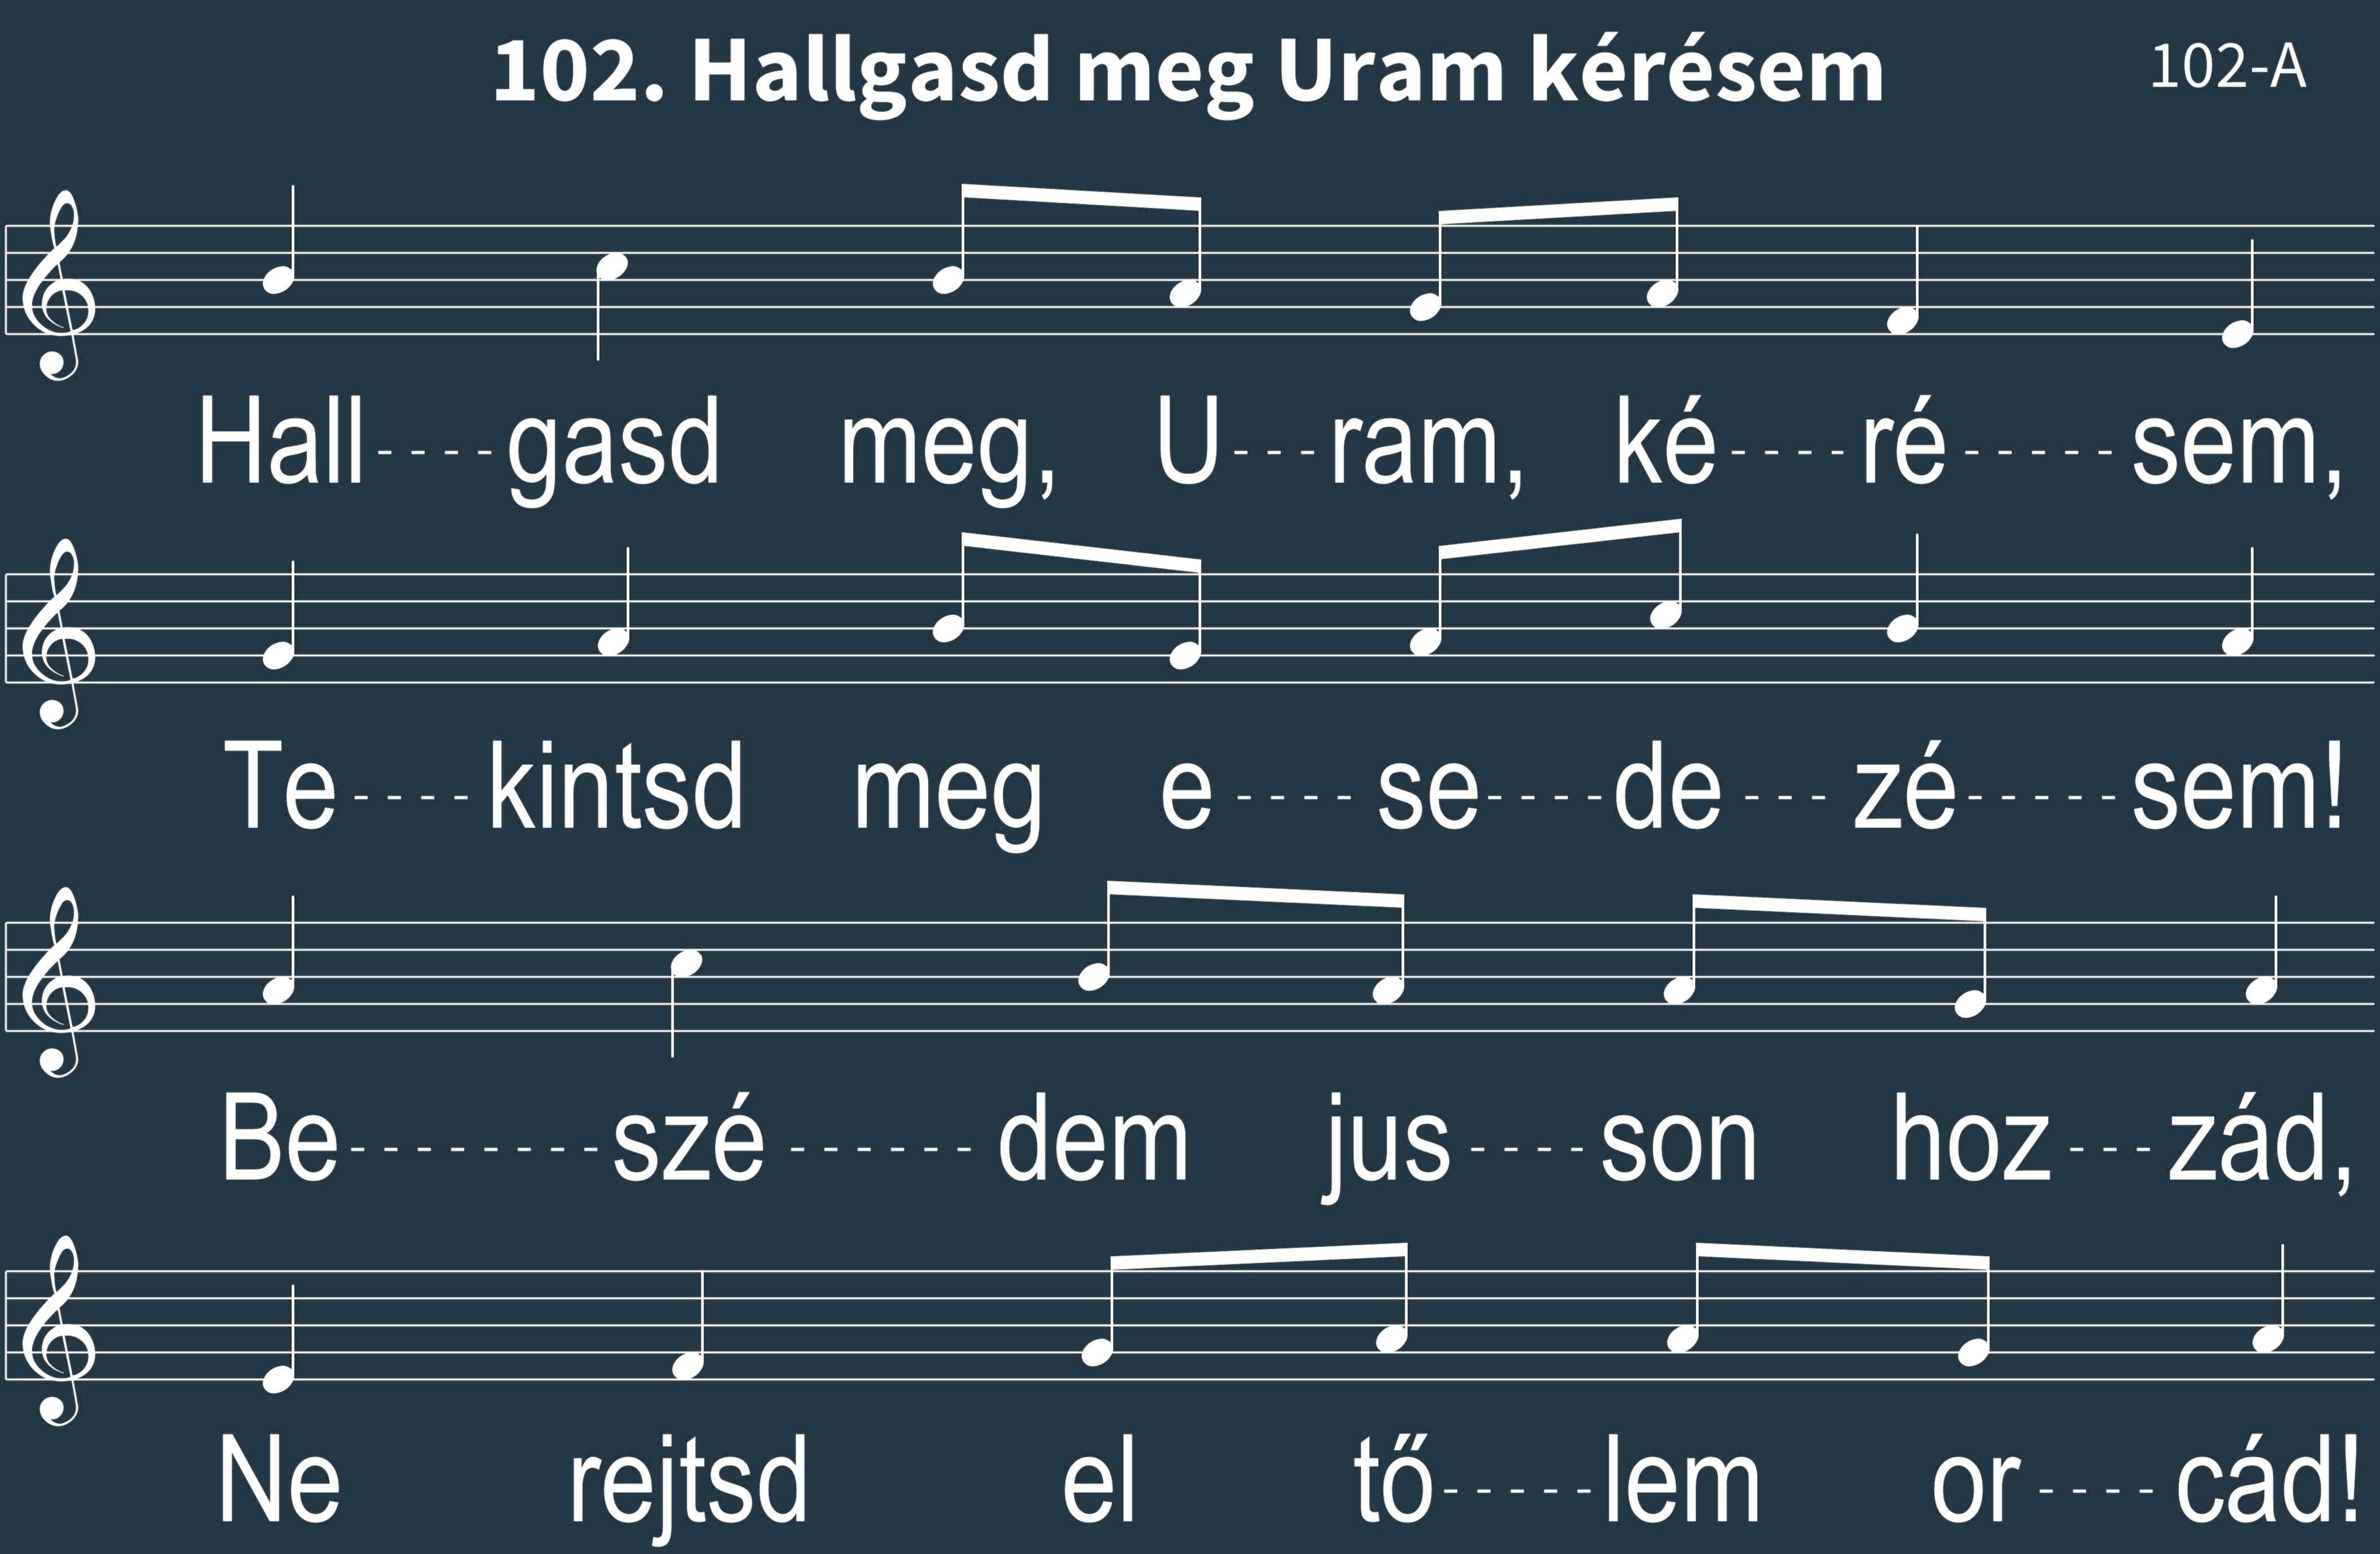 102. Hallgasd meg Uram kérésem 102-A
Hall----gasd meg, U---ram, ké----ré-----sem,
Te----kintsd meg e----se----de---zé-----sem!
Be--------szé------dem jus----son hoz---zád,
Ne rejtsd el tő-----lem or----cád!